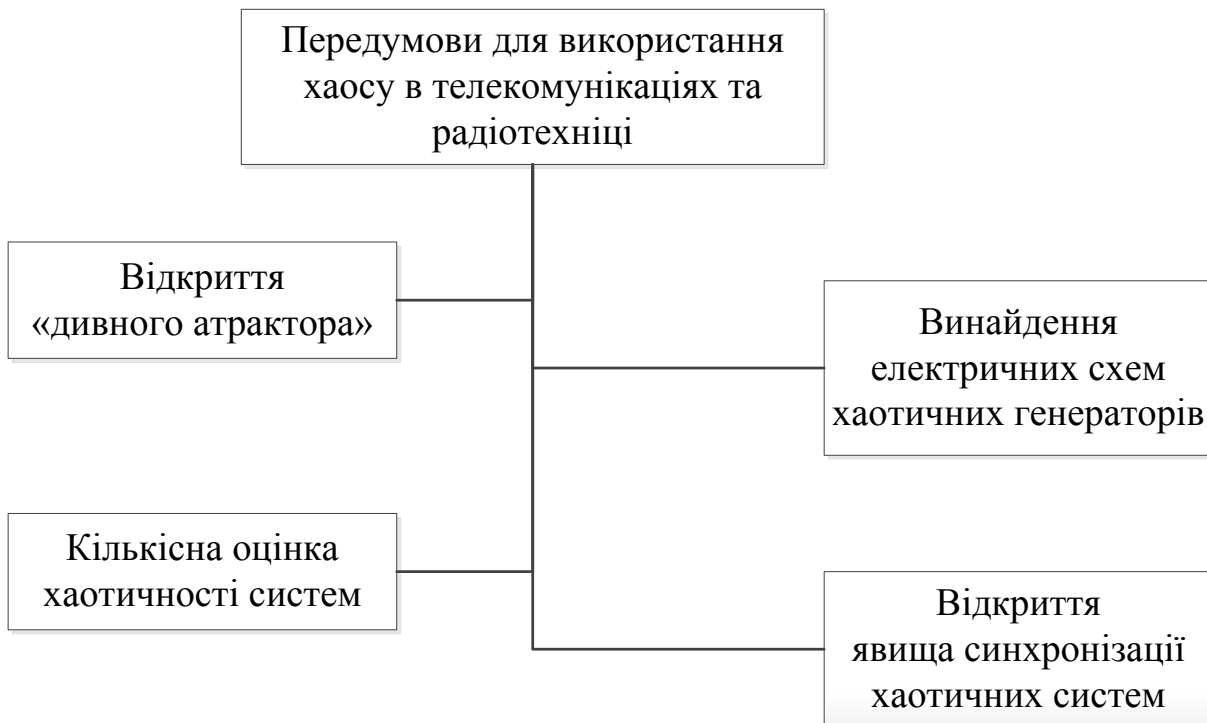 Передумови для використання
хаосу в телекомунікаціях та
радіотехніці
Відкриття
«дивного атрактора»
Винайдення
електричних схем
хаотичних генераторів
Кількісна оцінка
хаотичності систем
Відкриття
явища синхронізації
хаотичних систем